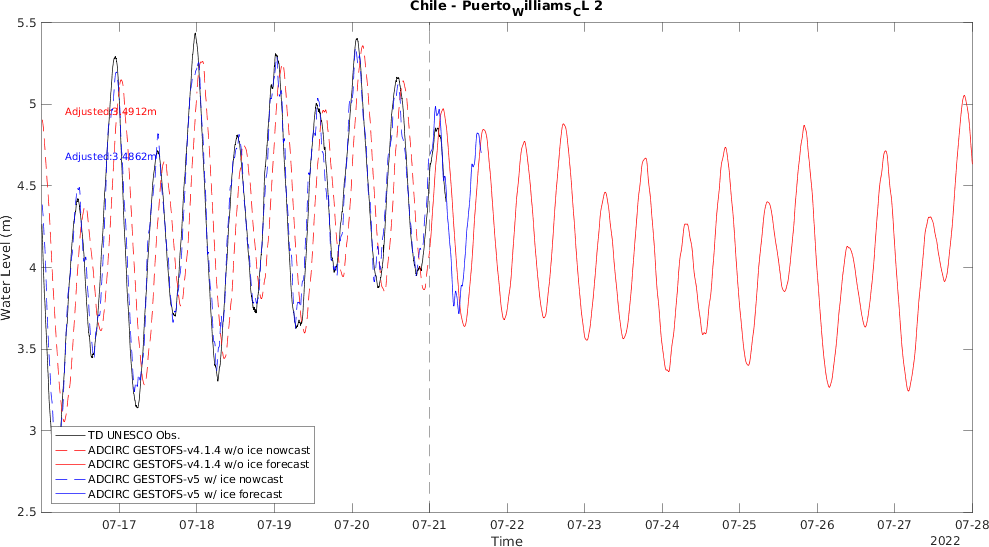 Chile - Puerto_Williams_CL 2
5.5
5
4.5
4
3.5
3
2.5
Water Level (m)
Adjusted:3.4912m
Adjusted:3.4862m
TD UNESCO Obs.
ADCIRC GESTOFS-v4.1.4 w/o ice nowcast
ADCIRC GESTOFS-v4.1.4 w/o ice forecast
ADCIRC GESTOFS-v5 w/ ice nowcast
ADCIRC GESTOFS-v5 w/ ice forecast
07-17 07-18 07-19 07-20 07-21 07-22 07-23 07-24 07-25 07-26 07-27 07-28
Time
2022